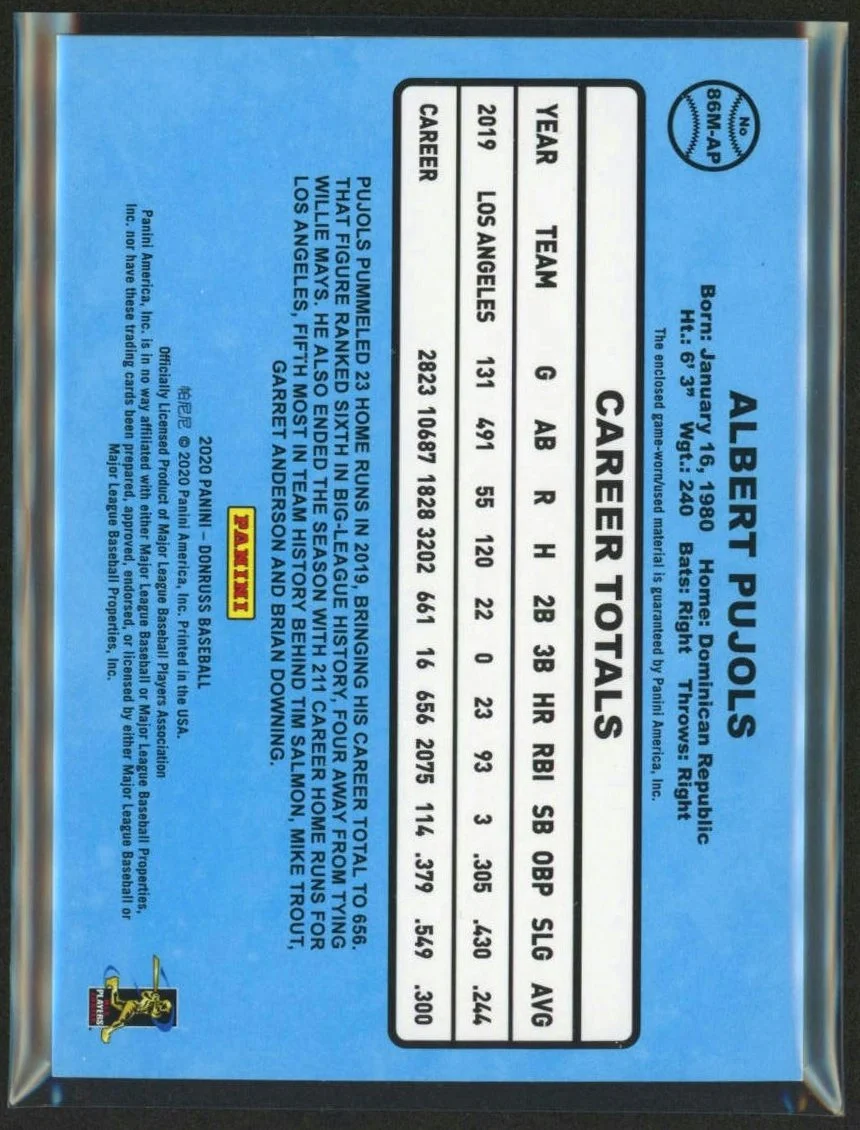 No
86M-AP
ALBERT PUJOLS
Born: January 16, 1980 Home: Dominican Republic
Ht.: 6' 3" Wgt.: 240 Bats: Right Throws: Right
The enclosed game-worn/used material is guaranteed by Panini America, Inc.
CAREER TOTALS
YEAR TEAM G AB R H 2B 3B HR RBI SB OBP SLG AVG
2019 LOS ANGELES 131 491 55 120 22 0 23 93 3 .305 .430 .244
CAREER 2823 10687 1828 3202 661 16 656 2075 114 .379 .549 .300
PUJOLS PUMMELED 23 HOME RUNS IN 2019, BRINGING HIS CAREER TOTAL TO 656.
THAT FIGURE RANKED SIXTH IN BIG-LEAGUE HISTORY, FOUR AWAY FROM TYING
WILLIE MAYS. HE ALSO ENDED THE SEASON WITH 211 CAREER HOME RUNS FOR
LOS ANGELES, FIFTH MOST IN TEAM HISTORY BEHIND TIM SALMON, MIKE TROUT,
GARRET ANDERSON AND BRIAN DOWNING.
PANINI
2020 PANINI – DONRUSS BASEBALL
帕尼尼 © 2020 Panini America, Inc. Printed in the USA.
Officially Licensed Product of Major League Baseball Players Association
Panini America, Inc. is in no way affiliated with either Major League Baseball or Major League Baseball Properties,
Inc. nor have these trading cards been prepared, approved, endorsed, or licensed by either Major League Baseball or
Major League Baseball Properties, Inc.
PLAYERS